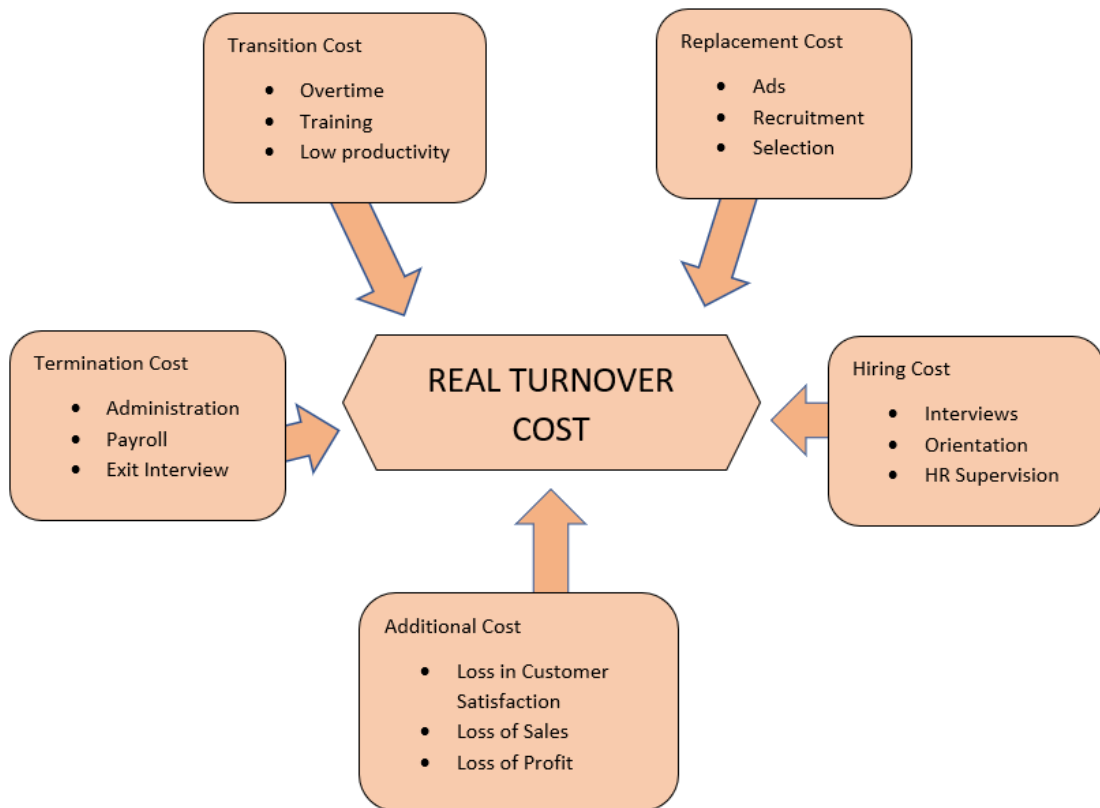 Transition Cost
• Overtime
• Training
• Low productivity
Replacement Cost
• Ads
• Recruitment
• Selection
Termination Cost
• Administration
• Payroll
• Exit Interview
REAL TURNOVER
COST
Hiring Cost
• Interviews
• Orientation
• HR Supervision
Additional Cost
• Loss in Customer
Satisfaction
• Loss of Sales
• Loss of Profit